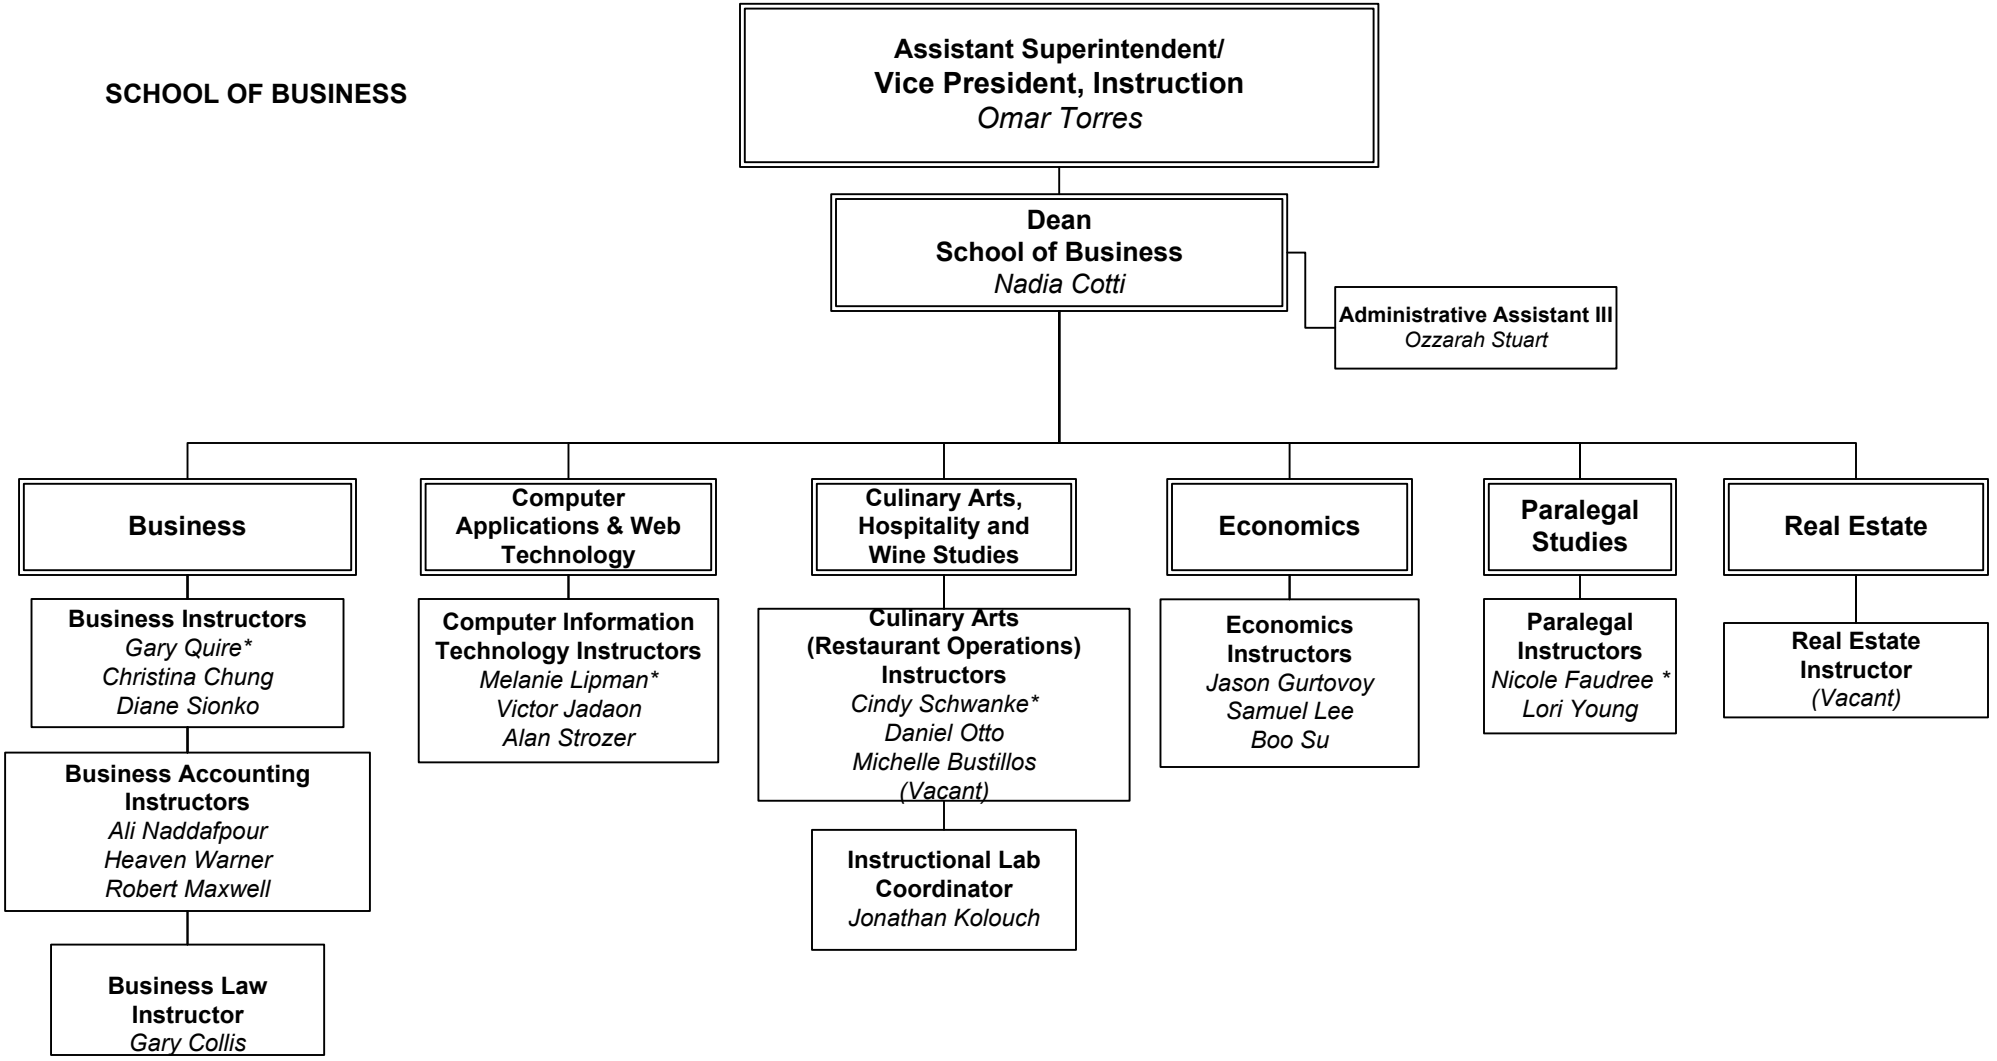 SCHOOL OF BUSINESS
Assistant Superintendent/
Vice President, Instruction
Omar Torres
Dean
School of Business
Nadia Cotti
Administrative Assistant III
Ozzarah Stuart
Business
Business Instructors
Gary Quire*
Christina Chung
Diane Sionko
Business Accounting
Instructors
Ali Naddafpour
Heaven Warner
Robert Maxwell
Business Law
Instructor
Gary Collis
Computer
Applications & Web
Technology
Computer Information
Technology Instructors
Melanie Lipman*
Victor Jadaon
Alan Strozer
Culinary Arts,
Hospitality and
Wine Studies
Culinary Arts
(Restaurant Operations)
Instructors
Cindy Schwanke*
Daniel Otto
Michelle Bustillos
(Vacant)
Instructional Lab
Coordinator
Jonathan Kolouch
Economics
Economics
Instructors
Jason Gurtovoy
Samuel Lee
Boo Su
Paralegal
Studies
Paralegal
Instructors
Nicole Faudree *
Lori Young
Real Estate
Real Estate
Instructor
(Vacant)